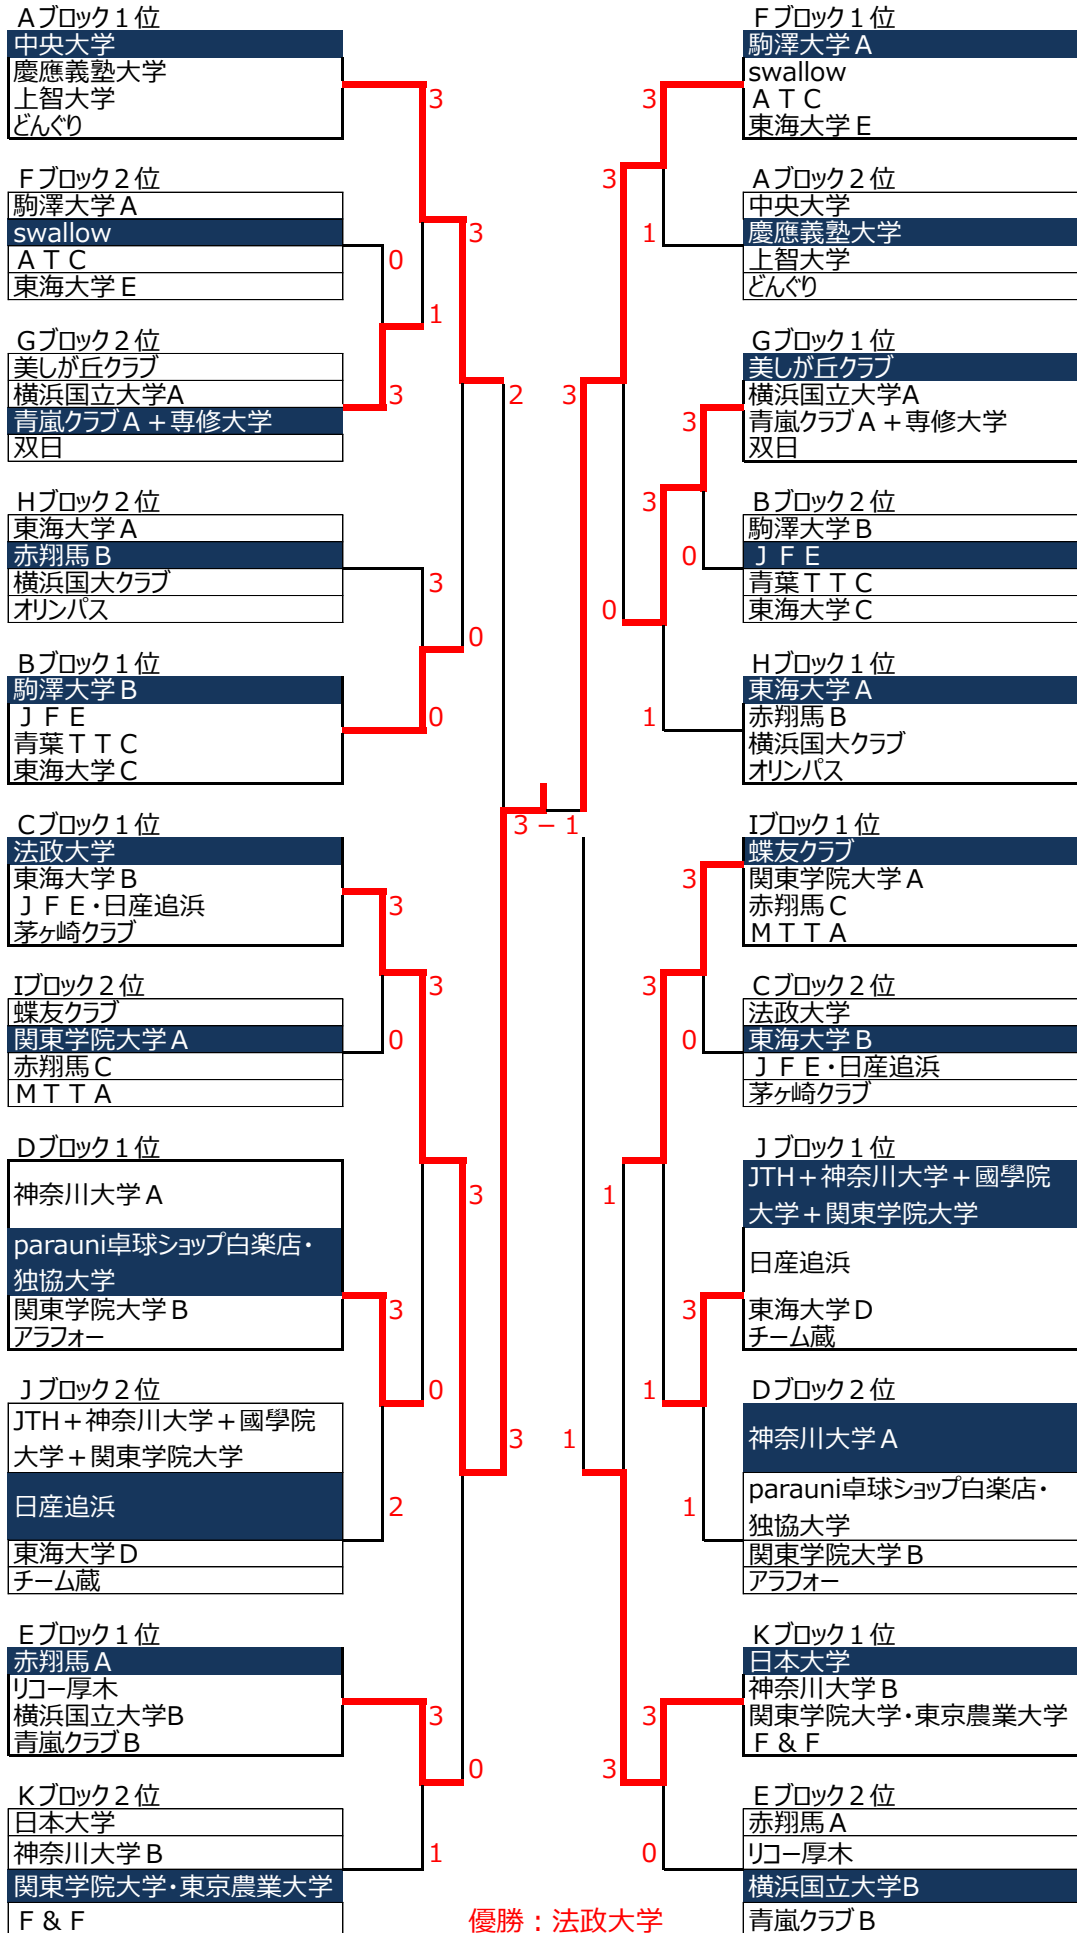 Aブロック１位
中央大学
慶應義塾大学
上智大学
どんぐり
3
Fブロック２位
駒澤大学A
swallow
ATC
東海大学E
0
3
1
Gブロック２位
美しが丘クラブ
横浜国立大学A
青嵐クラブA＋専修大学
双日
3
2
Hブロック２位
東海大学A
赤翔馬B
横浜国大クラブ
オリンパス
3
0
Bブロック１位
駒澤大学B
ＪＦＥ
青葉ＴＴＣ
東海大学C
0
Cブロック１位
法政大学
東海大学B
ＪＦＥ・日産追浜
茅ヶ崎クラブ
3
3
Iブロック２位
蝶友クラブ
関東学院大学A
赤翔馬C
ＭＴＴＡ
0
Dブロック１位
神奈川大学A
parauni卓球ショップ白楽店・
独協大学
関東学院大学B
アラフォー
3
3
0
Jブロック２位
JTH＋神奈川大学＋國學院
大学＋関東学院大学
日産追浜
東海大学D
チーム蔵
2
3
Eブロック１位
赤翔馬A
リコー厚木
横浜国立大学B
青嵐クラブB
3
0
Kブロック２位
日本大学
神奈川大学B
関東学院大学・東京農業大学
F＆F
1
3－1
Fブロック１位
駒澤大学A
swallow
ATC
東海大学E
3
3
Aブロック２位
中央大学
慶應義塾大学
上智大学
どんぐり
1
Gブロック１位
美しが丘クラブ
横浜国立大学A
青嵐クラブA＋専修大学
双日
3
3
3
Bブロック２位
駒澤大学B
ＪＦＥ
青葉ＴＴＣ
東海大学C
0
0
Hブロック１位
東海大学A
赤翔馬B
横浜国大クラブ
オリンパス
1
Iブロック１位
蝶友クラブ
関東学院大学A
赤翔馬C
ＭＴＴＡ
3
3
Cブロック２位
法政大学
東海大学B
ＪＦＥ・日産追浜
茅ヶ崎クラブ
0
Jブロック１位
JTH＋神奈川大学＋國學院
大学＋関東学院大学
日産追浜
東海大学D
チーム蔵
1
3
1
Dブロック２位
神奈川大学A
parauni卓球ショップ白楽店・
独協大学
関東学院大学B
アラフォー
1
1
Kブロック１位
日本大学
神奈川大学B
関東学院大学・東京農業大学
F＆F
3
3
Eブロック２位
赤翔馬A
リコー厚木
横浜国立大学B
青嵐クラブB
0
優勝：法政大学